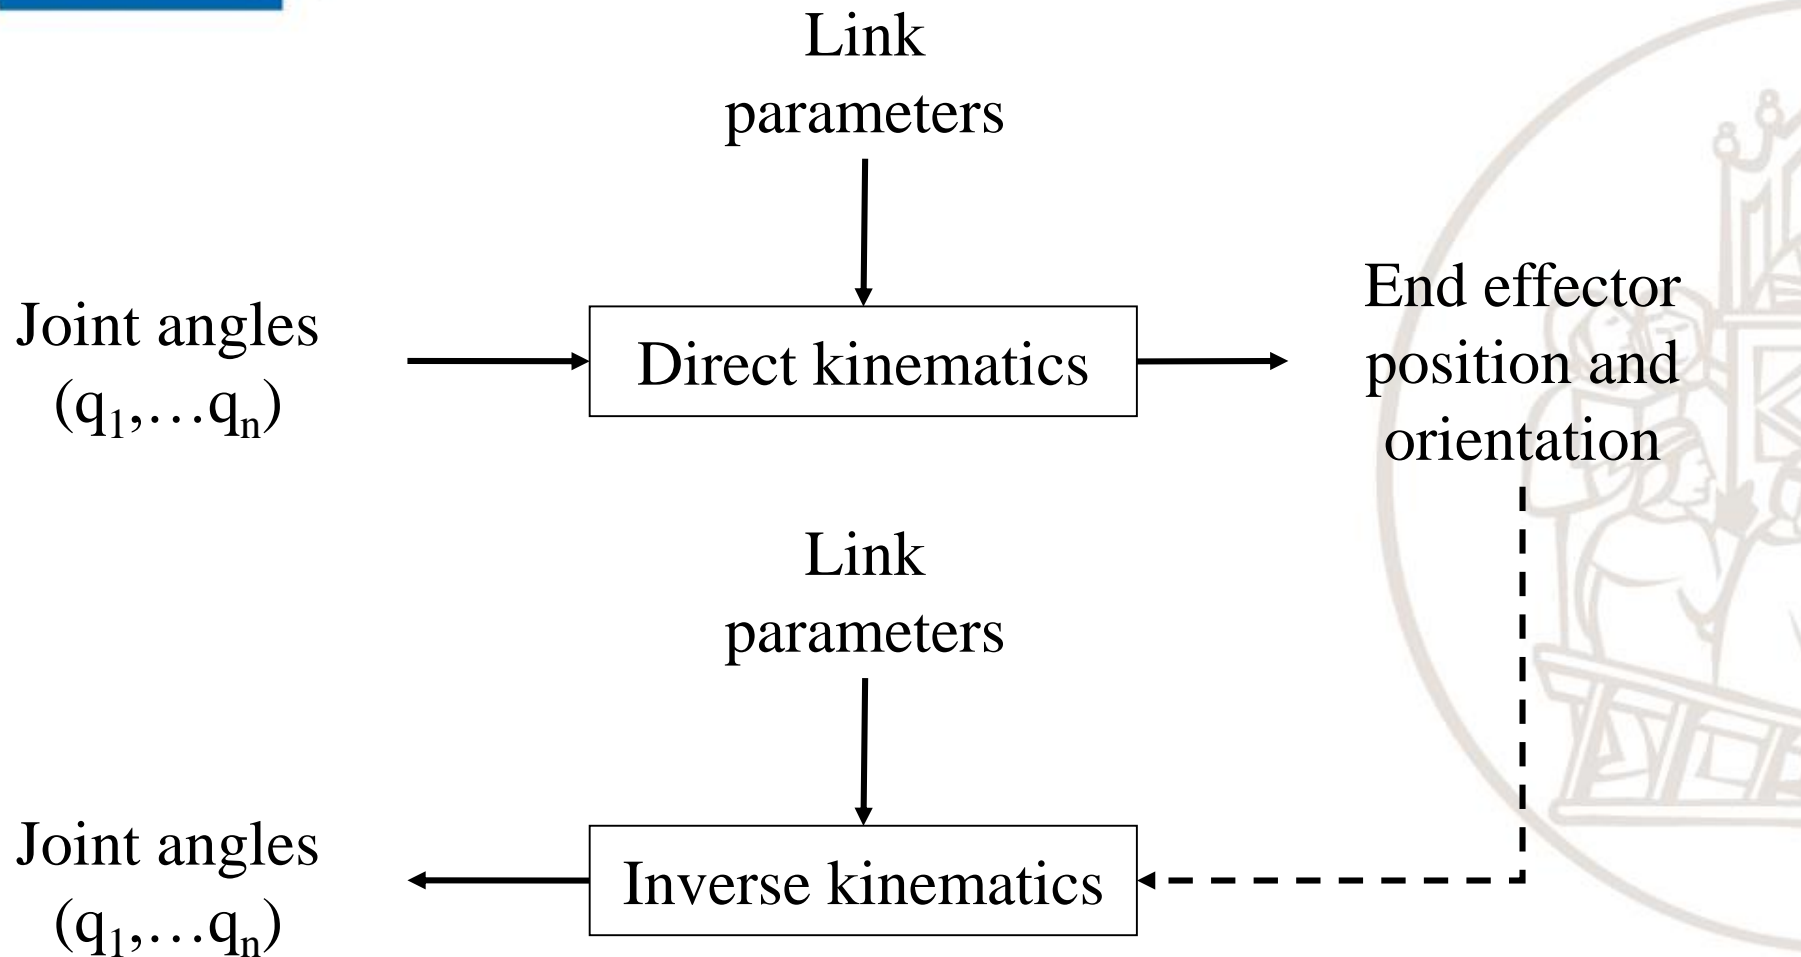 Link
parameters
Joint angles
(q₁,…qₙ)
Direct kinematics
End effector
position and
orientation
Link
parameters
Joint angles
(q₁,…qₙ)
Inverse kinematics